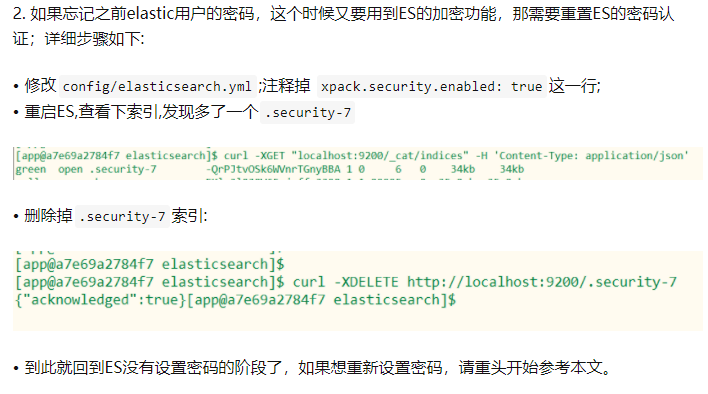 2. 如果忘记之前elastic用户的密码，这个时候又要用到ES的加密功能，那需要重置ES的密码认
证；详细步骤如下:
• 修改 config/elasticsearch.yml ;注释掉 xpack.security.enabled: true 这一行;
• 重启ES,查看下索引,发现多了一个 .security-7
[app@a7e69a2784f7 elasticsearch]$ curl -XGET "localhost:9200/_cat/indices" -H 'Content-Type: application/json'
green open .security-7 -QrPJtvOSk6WVnrTGnyBBA 1 0 6 0 34kb 34kb
• 删除掉 .security-7 索引:
[app@a7e69a2784f7 elasticsearch]$
[app@a7e69a2784f7 elasticsearch]$ curl -XDELETE http://localhost:9200/.security-7
{"acknowledged":true}[app@a7e69a2784f7 elasticsearch]$
• 到此就回到ES没有设置密码的阶段了，如果想重新设置密码，请重头开始参考本文。